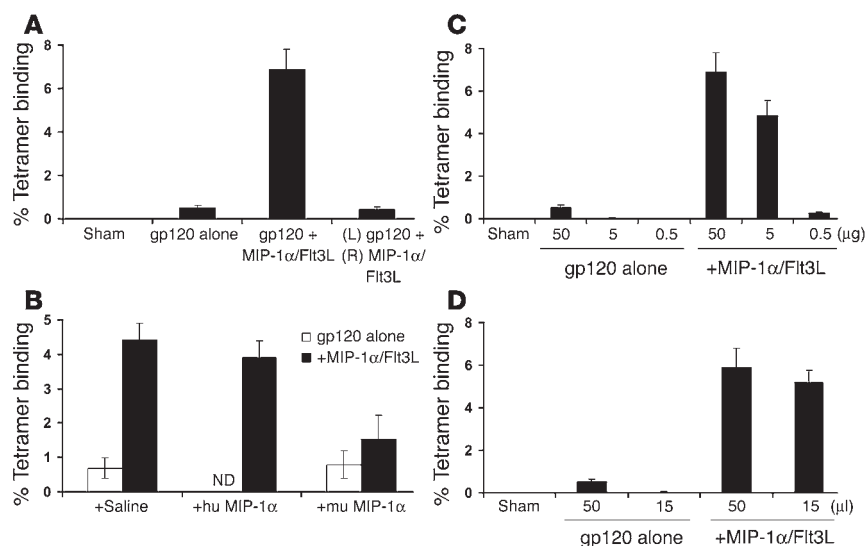 A
% Tetramer binding
8
6
4
2
0
Sham
gp120 alone
gp120 +
MIP-1α/Flt3L
(L) gp120 +
(R) MIP-1α/
Flt3L
B
% Tetramer binding
5
4
3
2
1
0
gp120 alone
+MIP-1α/Flt3L
ND
+Saline
+hu MIP-1α
+mu MIP-1α
C
% Tetramer binding
8
6
4
2
0
Sham 50 5 0.5 50 5 0.5 (µg)
gp120 alone
+MIP-1α/Flt3L
D
% Tetramer binding
8
6
4
2
0
Sham 50 15 50 15 (µl)
gp120 alone
+MIP-1α/Flt3L